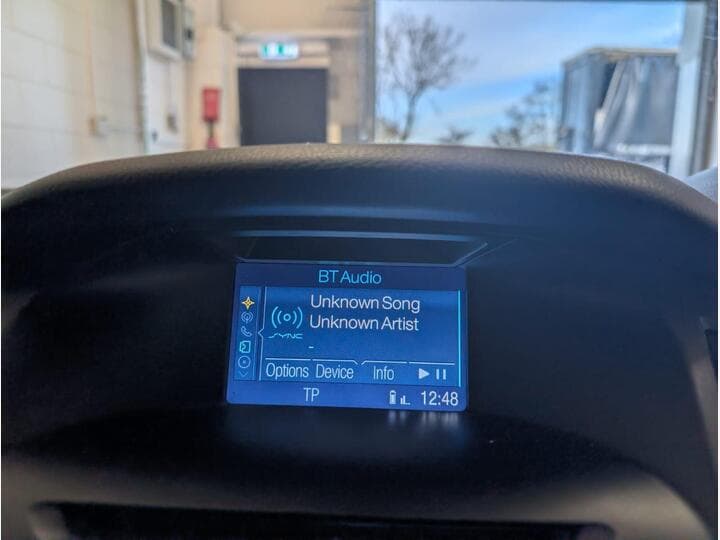 BT Audio
Unknown Song
Unknown Artist
SYNC
-
Options Device Info
TP 12:48